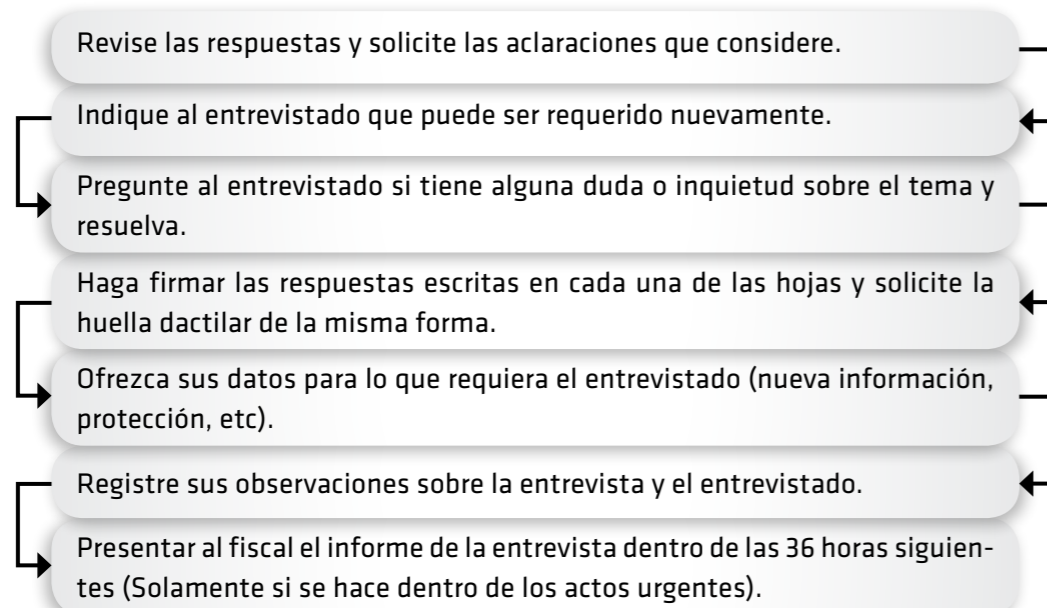 Revise las respuestas y solicite las aclaraciones que considere.
Indique al entrevistado que puede ser requerido nuevamente.
Pregunte al entrevistado si tiene alguna duda o inquietud sobre el tema y
resuelva.
Haga firmar las respuestas escritas en cada una de las hojas y solicite la
huella dactilar de la misma forma.
Ofrezca sus datos para lo que requiera el entrevistado (nueva información,
protección, etc).
Registre sus observaciones sobre la entrevista y el entrevistado.
Presentar al fiscal el informe de la entrevista dentro de las 36 horas siguien-
tes (Solamente si se hace dentro de los actos urgentes).